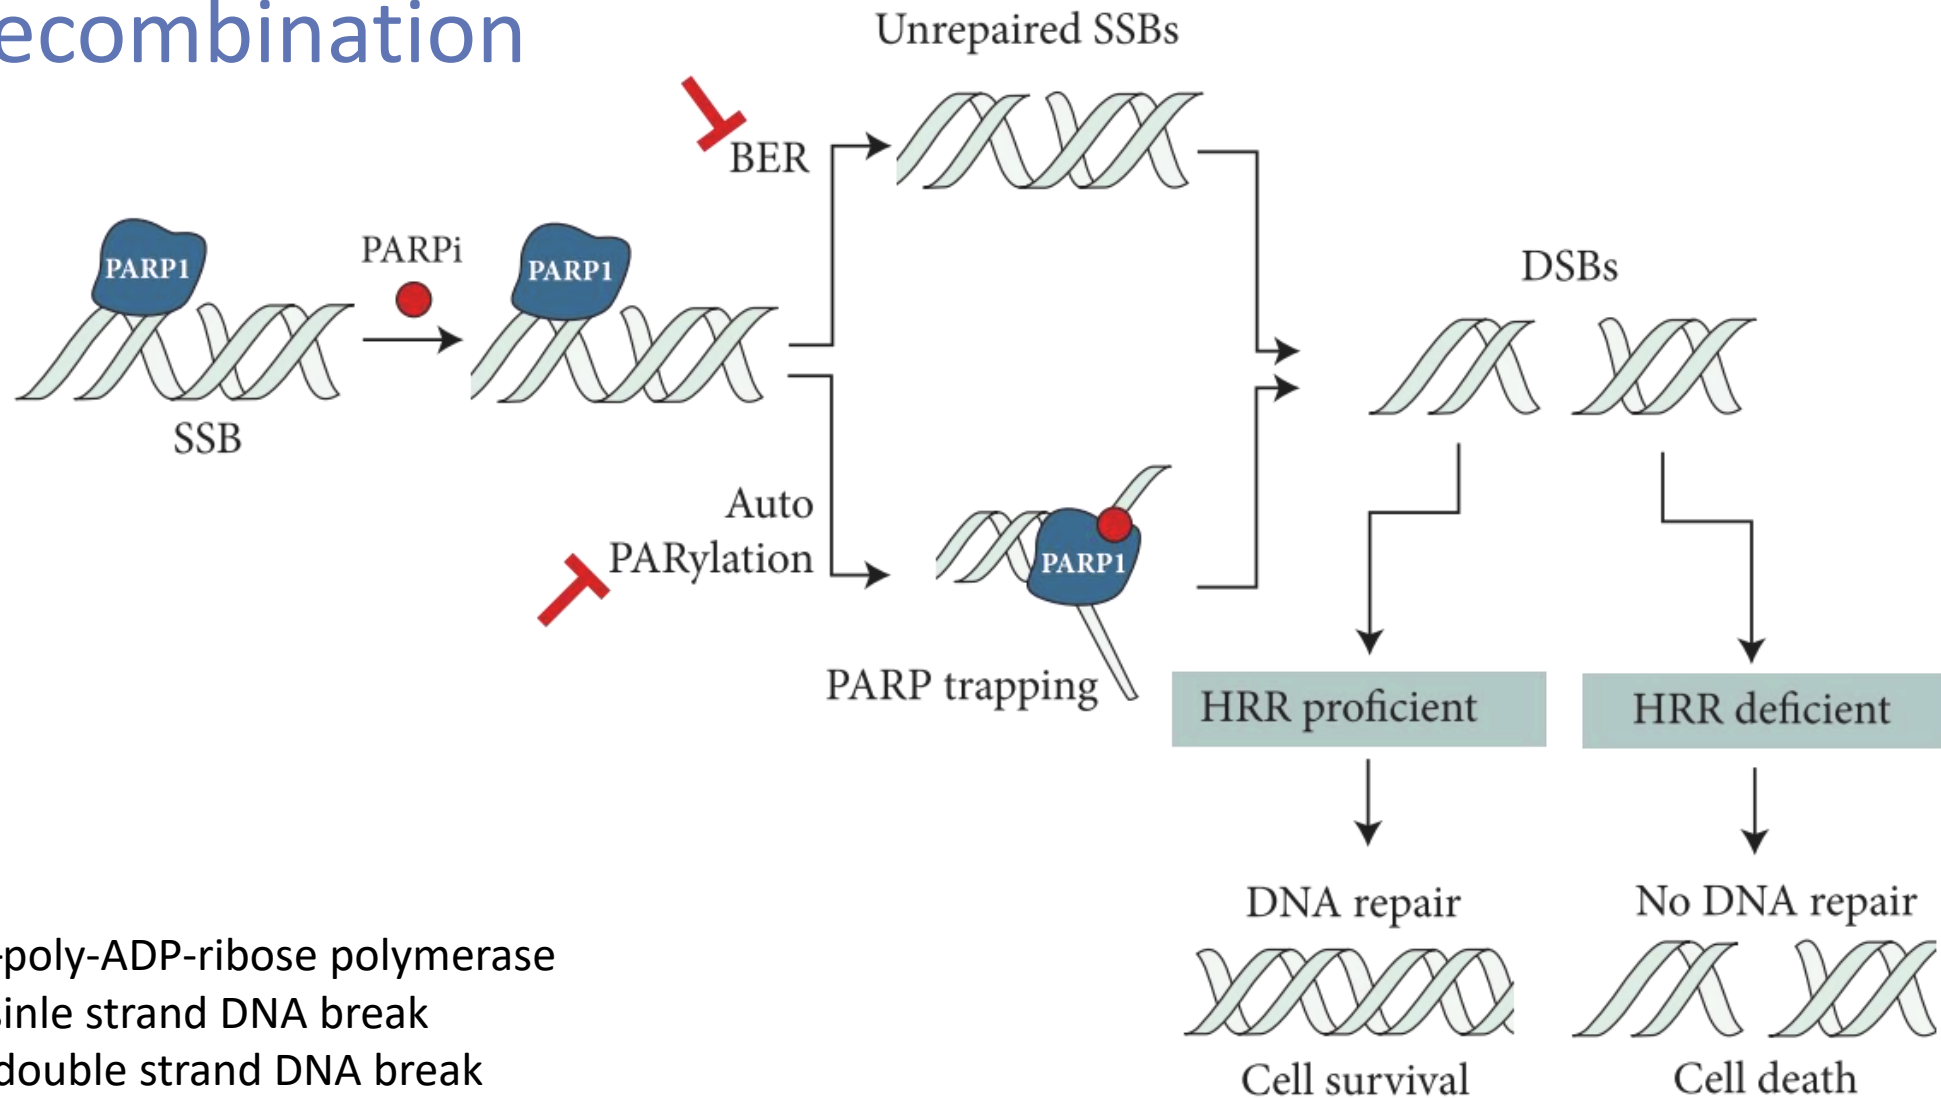 ecombination
Unrepaired SSBs
BER
PARP1
PARPi
PARP1
SSB
DSBs
Auto
PARylation
PARP1
PARP trapping
HRR proficient
HRR deficient
DNA repair
No DNA repair
Cell survival
Cell death
-poly-ADP-ribose polymerase
sinle strand DNA break
double strand DNA break